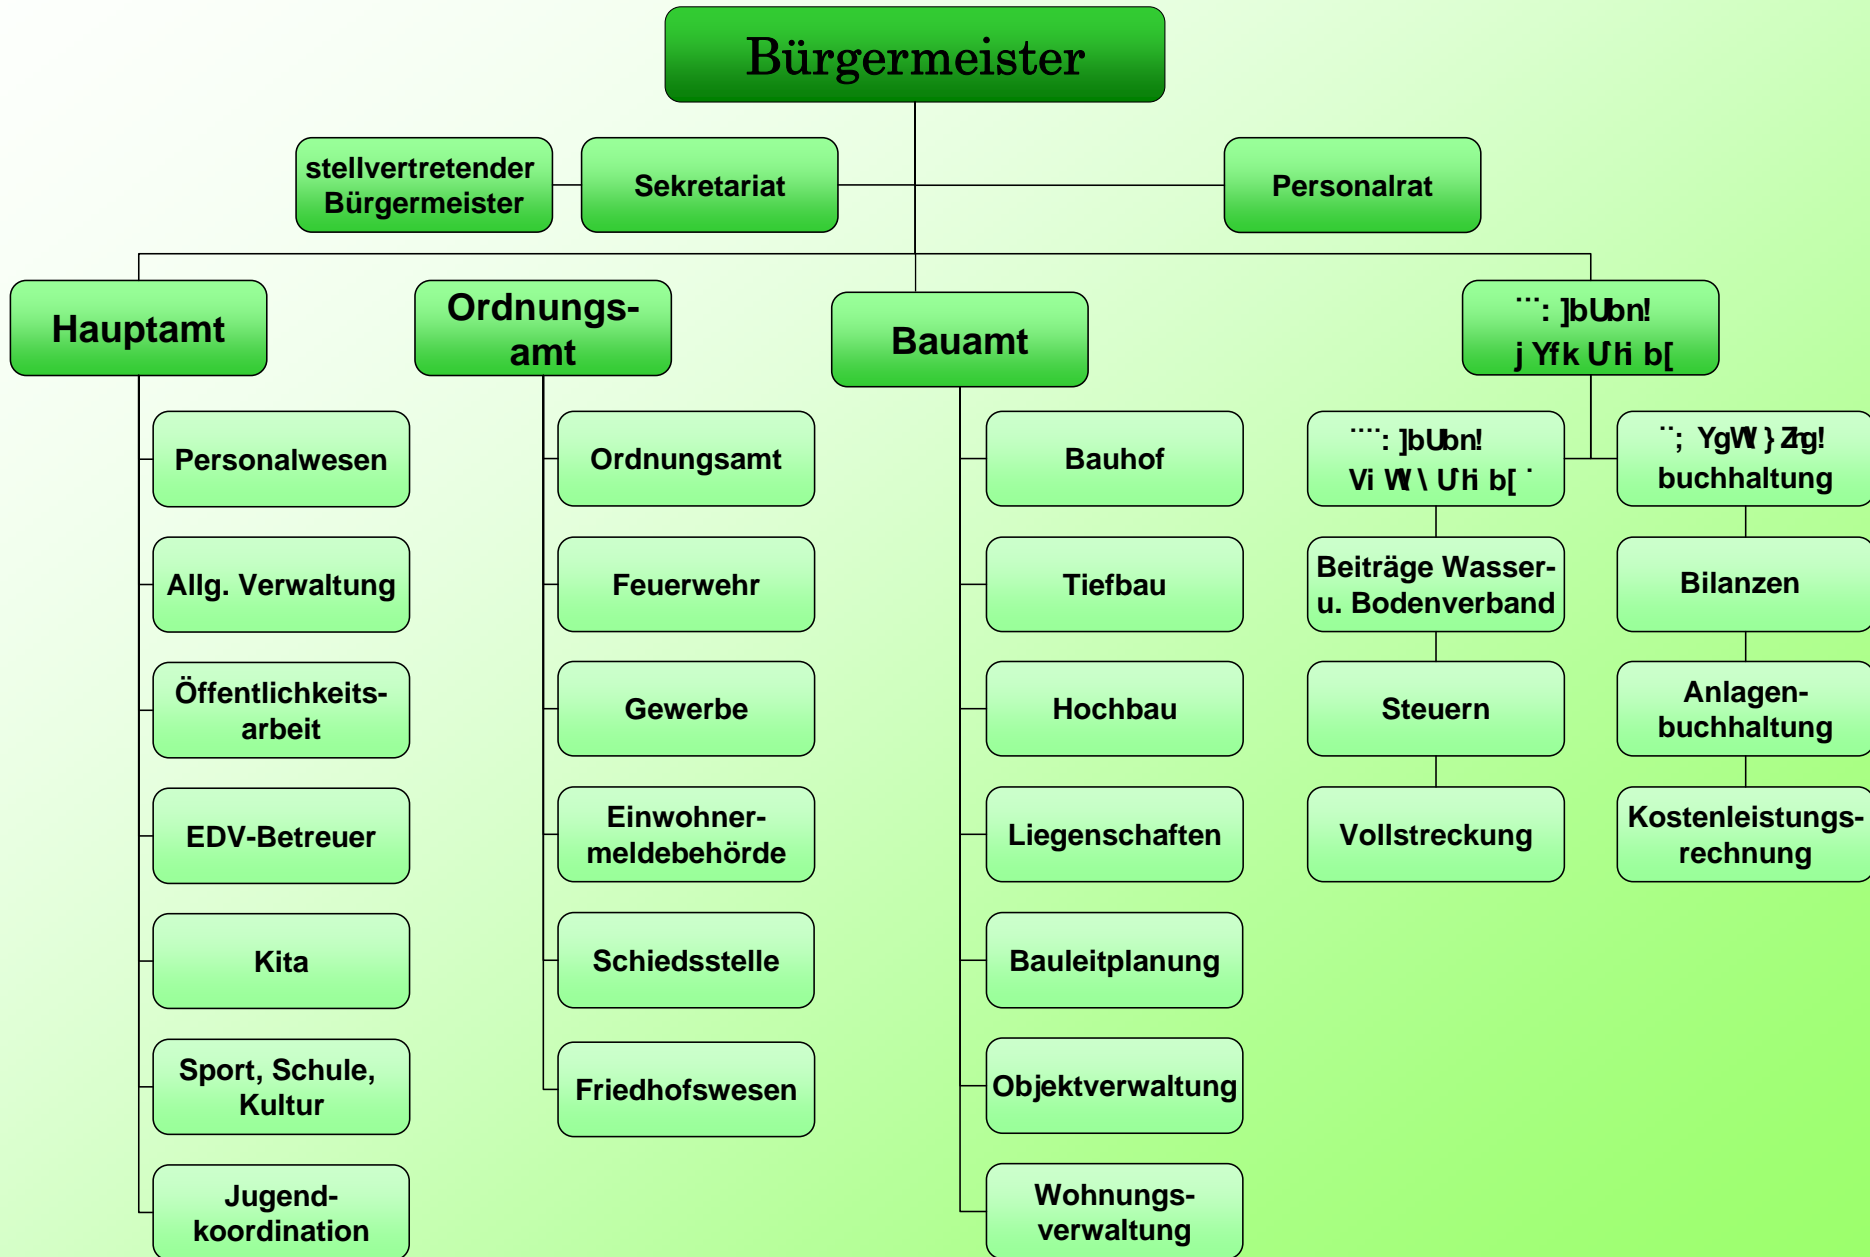 Bürgermeister
stellvertretender
Bürgermeister
Sekretariat
Personalrat
Hauptamt
Ordnungs-
amt
Bauamt
Personalwesen
Allg. Verwaltung
Öffentlichkeits-
arbeit
EDV-Betreuer
Kita
Sport, Schule,
Kultur
Jugend-
koordination
Ordnungsamt
Feuerwehr
Gewerbe
Einwohner-
meldebehörde
Schiedsstelle
Friedhofswesen
Bauhof
Tiefbau
Hochbau
Liegenschaften
Bauleitplanung
Objektverwaltung
Wohnungs-
verwaltung
Beiträge Wasser-
u. Bodenverband
Steuern
Vollstreckung
buchhaltung
Bilanzen
Anlagen-
buchhaltung
Kostenleistungs-
rechnung